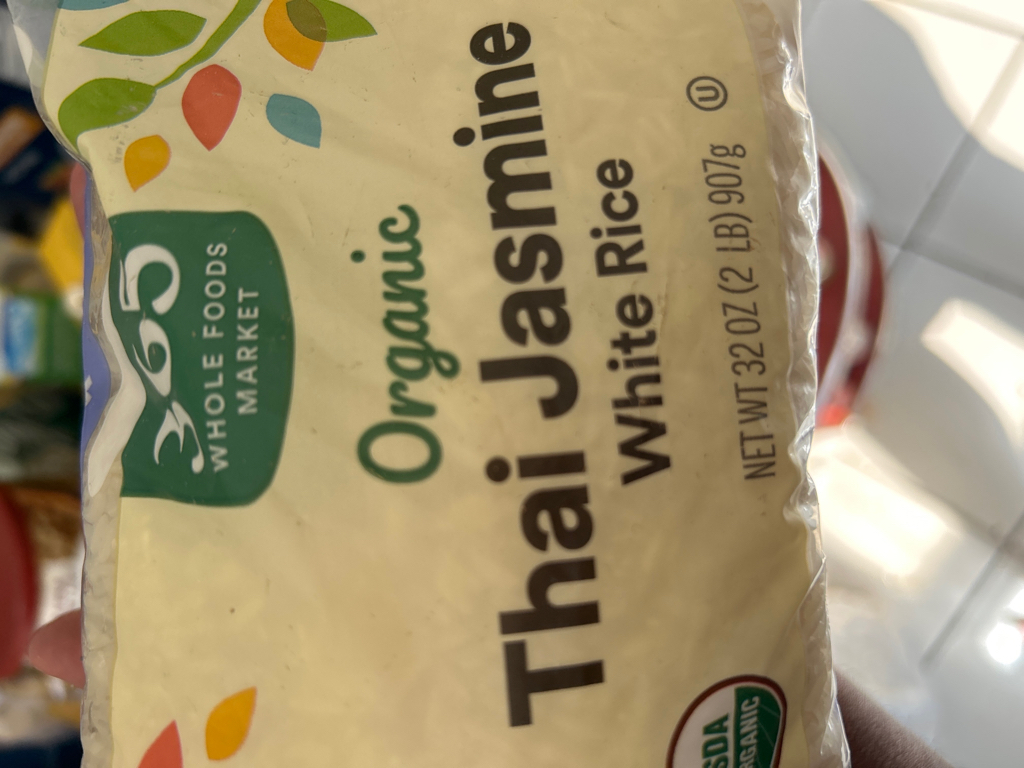 365
WHOLE FOODS
MARKET
Organic
Thai Jasmine
White Rice
NET WT 32 OZ (2 LB) 907g
U